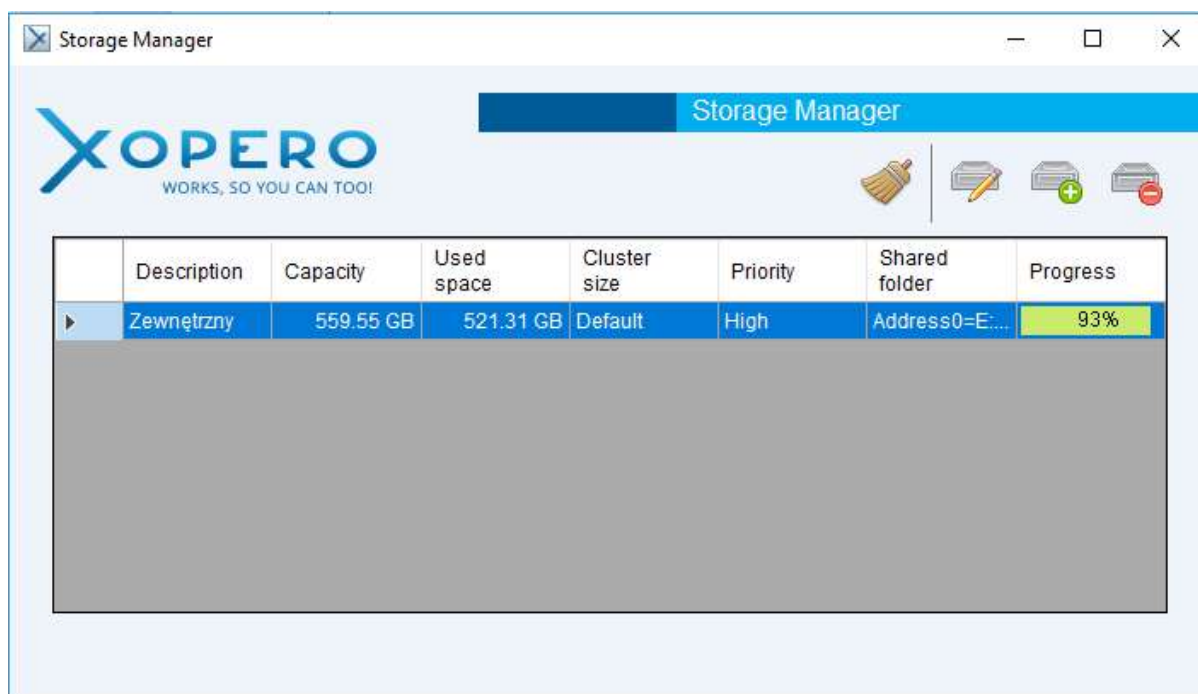 Storage Manager
Storage Manager
XOPERO
WORKS, SO YOU CAN TOO!
Description Capacity Used space Cluster size Priority Shared folder Progress
Zewnętrzny 559.55 GB 521.31 GB Default High Address0=E:... 93%